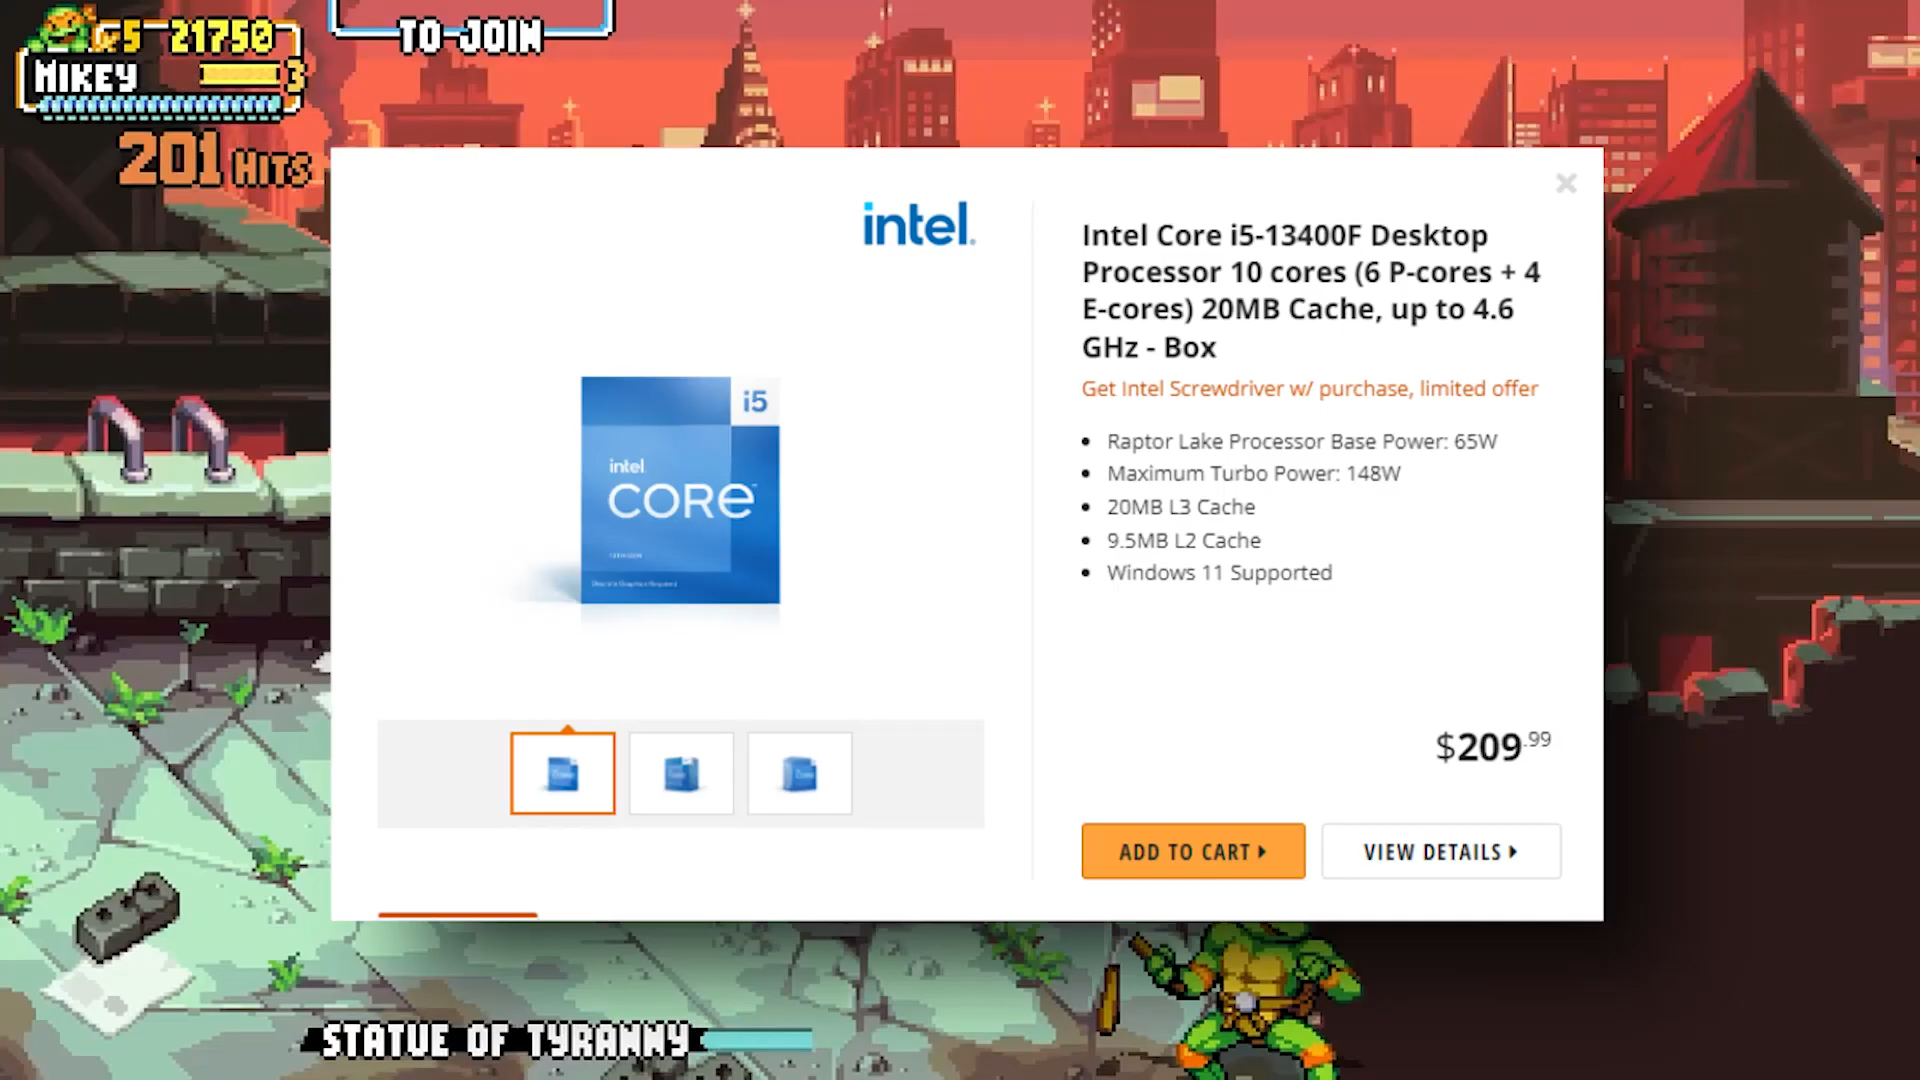 x5 21750
TO JOIN
MIKEY 3
201 HITS
intel.
Intel Core i5-13400F Desktop
Processor 10 cores (6 P-cores + 4
E-cores) 20MB Cache, up to 4.6
GHz - Box
Get Intel Screwdriver w/ purchase, limited offer
i5
intel
CORE
• Raptor Lake Processor Base Power: 65W
• Maximum Turbo Power: 148W
• 20MB L3 Cache
• 9.5MB L2 Cache
• Windows 11 Supported
$209.99
ADD TO CART
VIEW DETAILS
STATUE OF TYRANNY